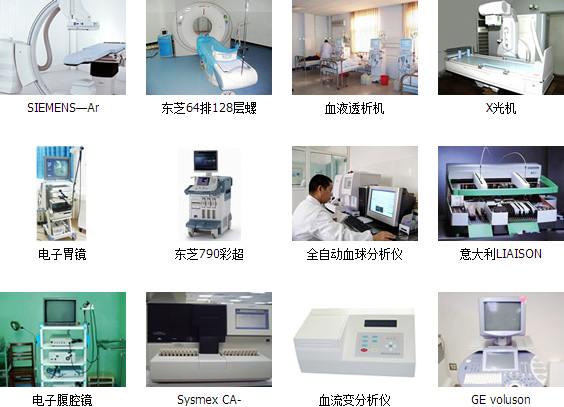 SIEMENS—Ar
东芝64排128层螺
血液透析机
X光机
电子胃镜
东芝790彩超
全自动血球分析仪
意大利LIAISON
电子腹腔镜
Sysmex CA-
血流变分析仪
GE voluson